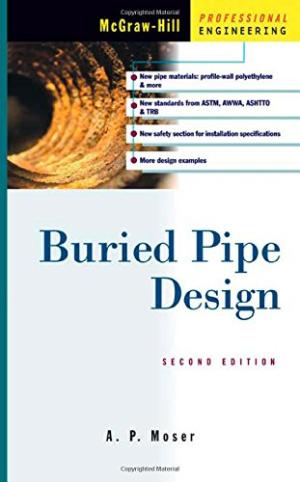 McGraw-Hill
PROFESSIONAL
ENGINEERING
New pipe materials: profile-wall polyethylene
& more
New standards from ASTM, AWWA, ASHTTO
& TRB
New safety section for installation specifications
More design examples
Buried Pipe
Design
SECOND EDITION
A. P. Moser